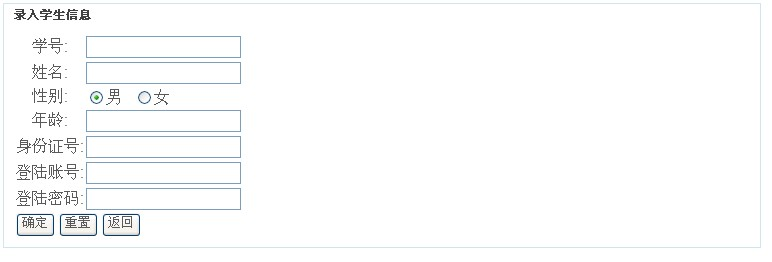 录入学生信息
学号:
姓名:
性别: 男 女
年龄:
身份证号:
登陆账号:
登陆密码:
确定 重置 返回